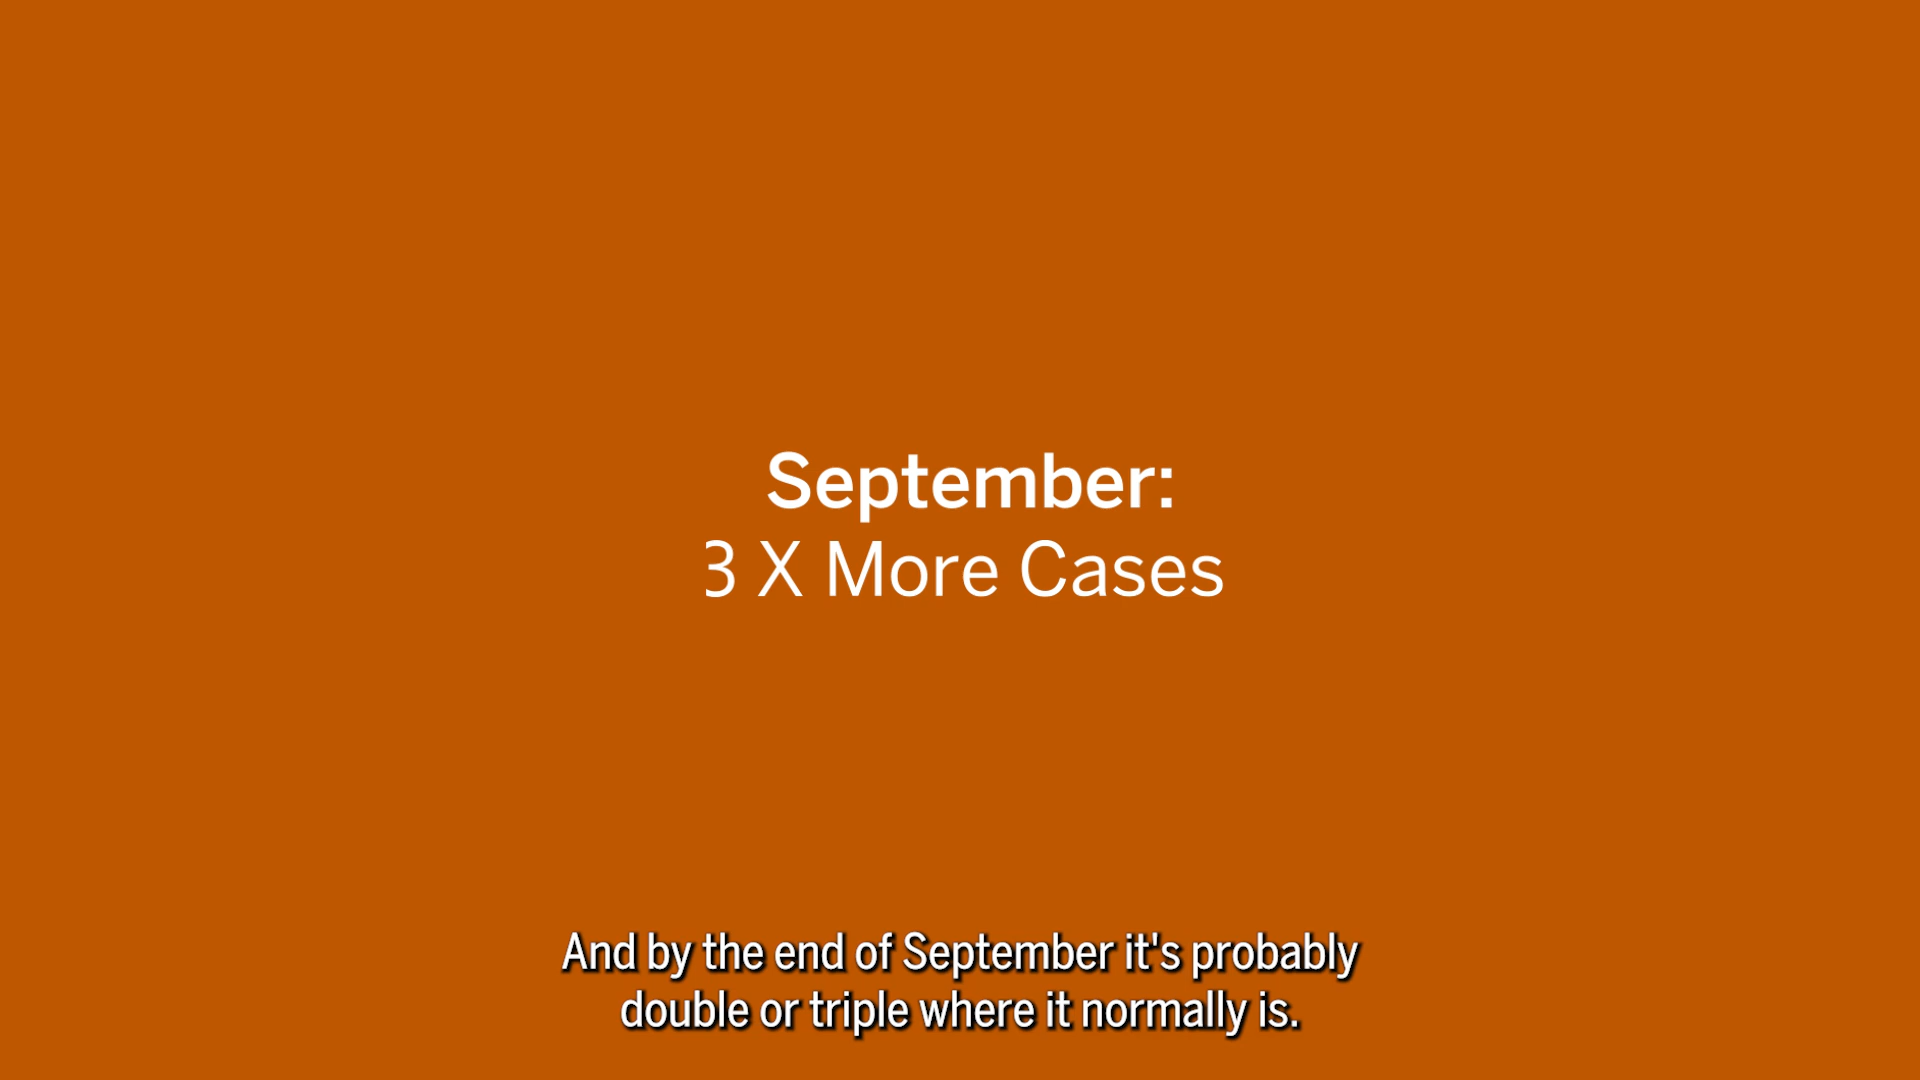 September:
3 X More Cases
And by the end of September it's probably
double or triple where it normally is.